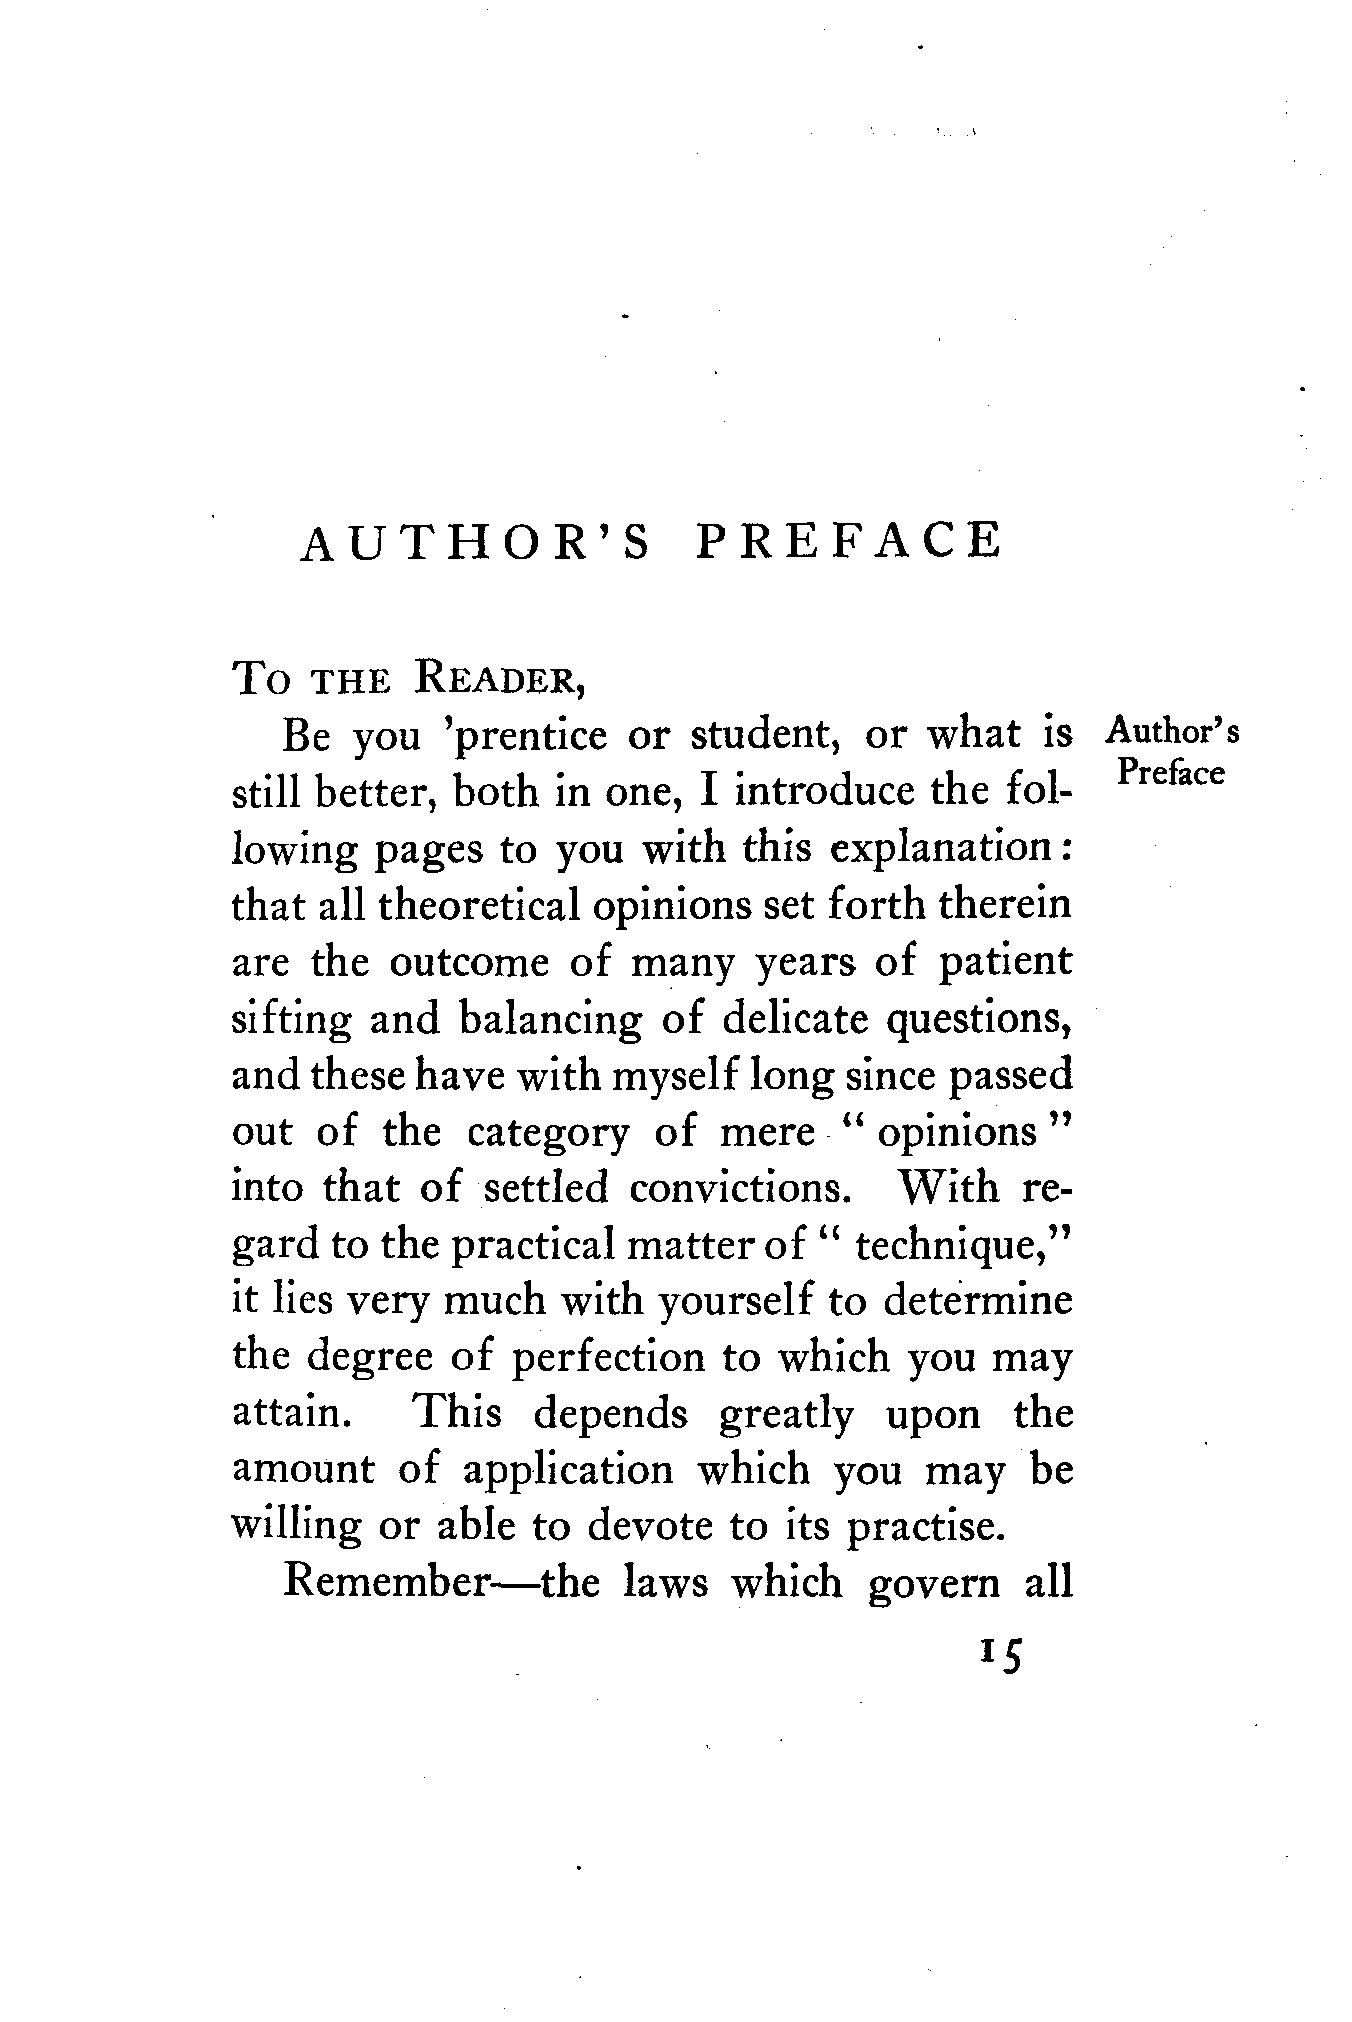 AUTHOR'S PREFACE
To the Reader,
Be you 'prentice or student, or what is
still better, both in one, I introduce the fol-
lowing pages to you with this explanation :
that all theoretical opinions set forth therein
are the outcome of many years of patient
sifting and balancing of delicate questions,
and these have with myself long since passed
out of the category of mere “ opinions ”
into that of settled convictions. With re-
gard to the practical matter of “ technique,”
it lies very much with yourself to determine
the degree of perfection to which you may
attain. This depends greatly upon the
amount of application which you may be
willing or able to devote to its practise.
Remember—the laws which govern all
Author's
Preface
15